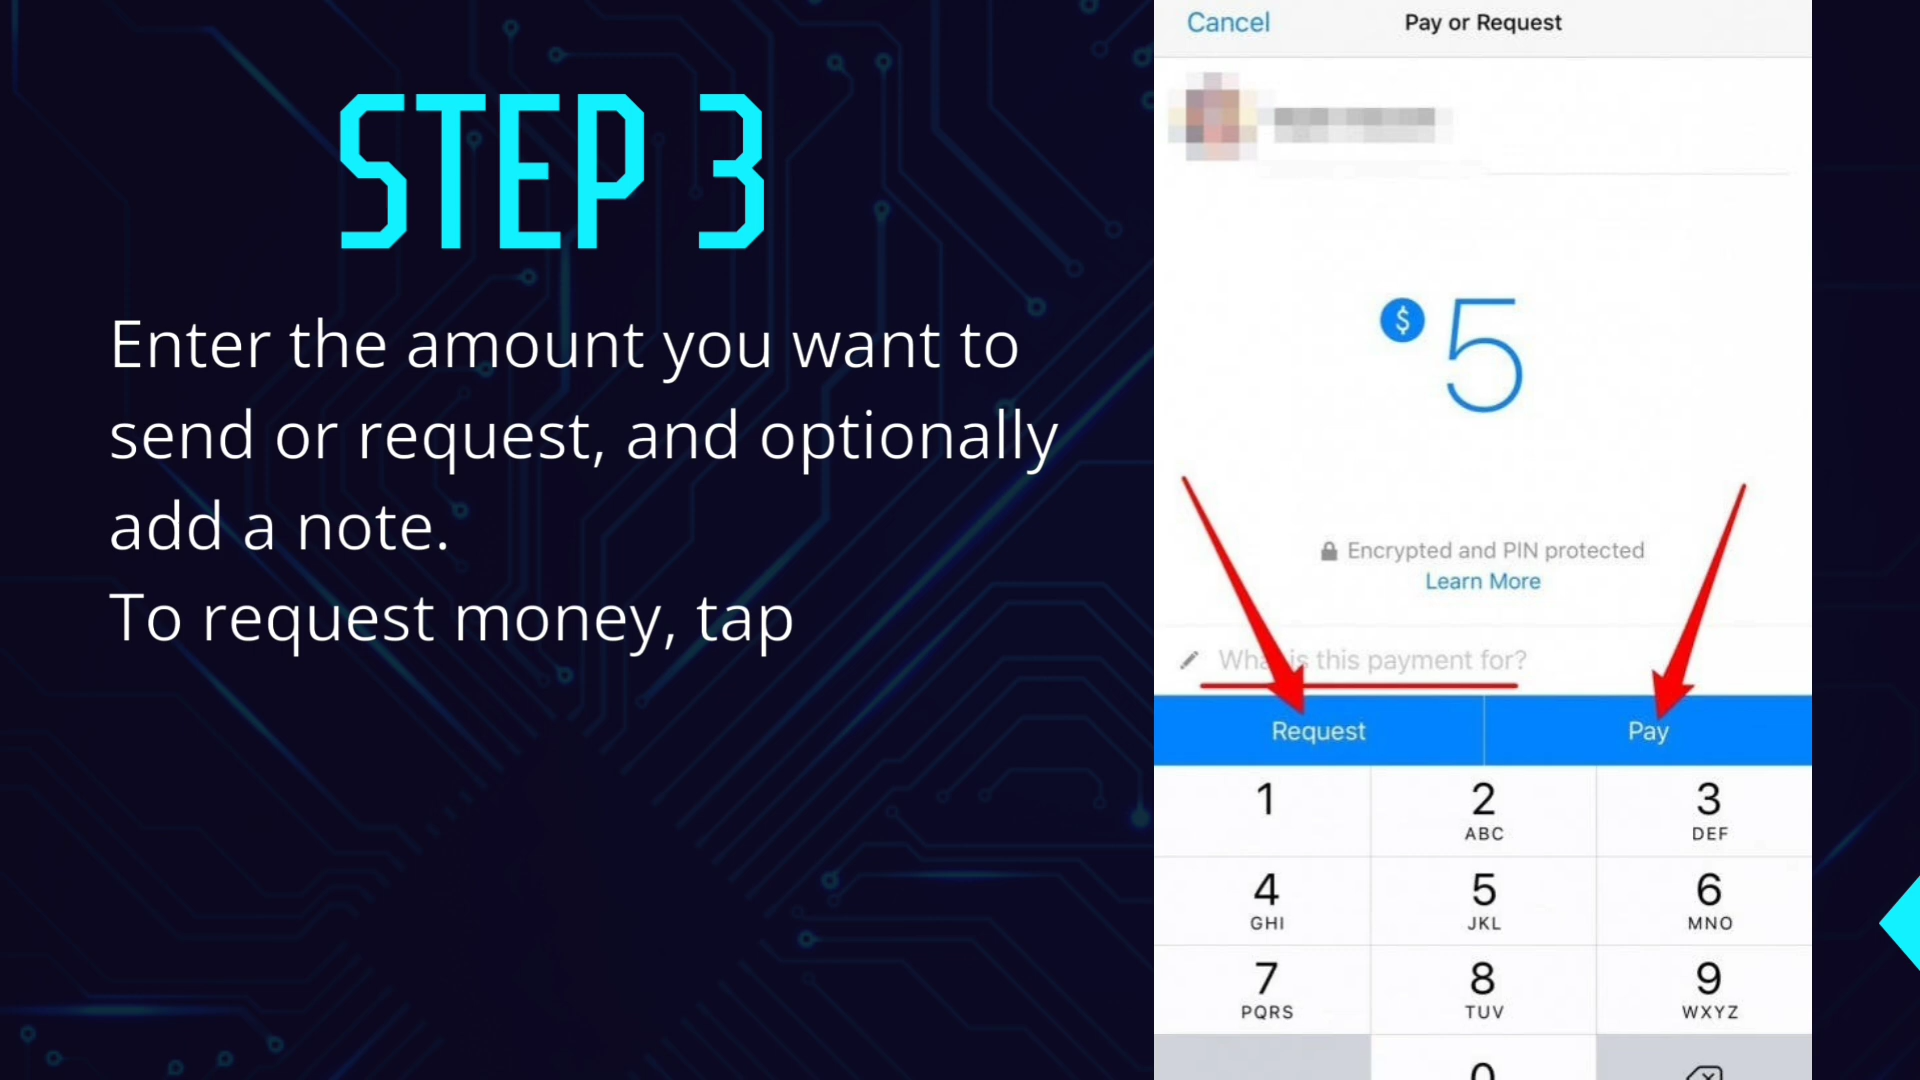 STEP 3
Enter the amount you want to
send or request, and optionally
add a note.
To request money, tap
Cancel
Pay or Request
$ 5
Encrypted and PIN protected
Learn More
What is this payment for?
Request
Pay
1
2
3
ABC
DEF
4
5
6
GHI
JKL
MNO
7
8
9
PQRS
TUV
WXYZ
0